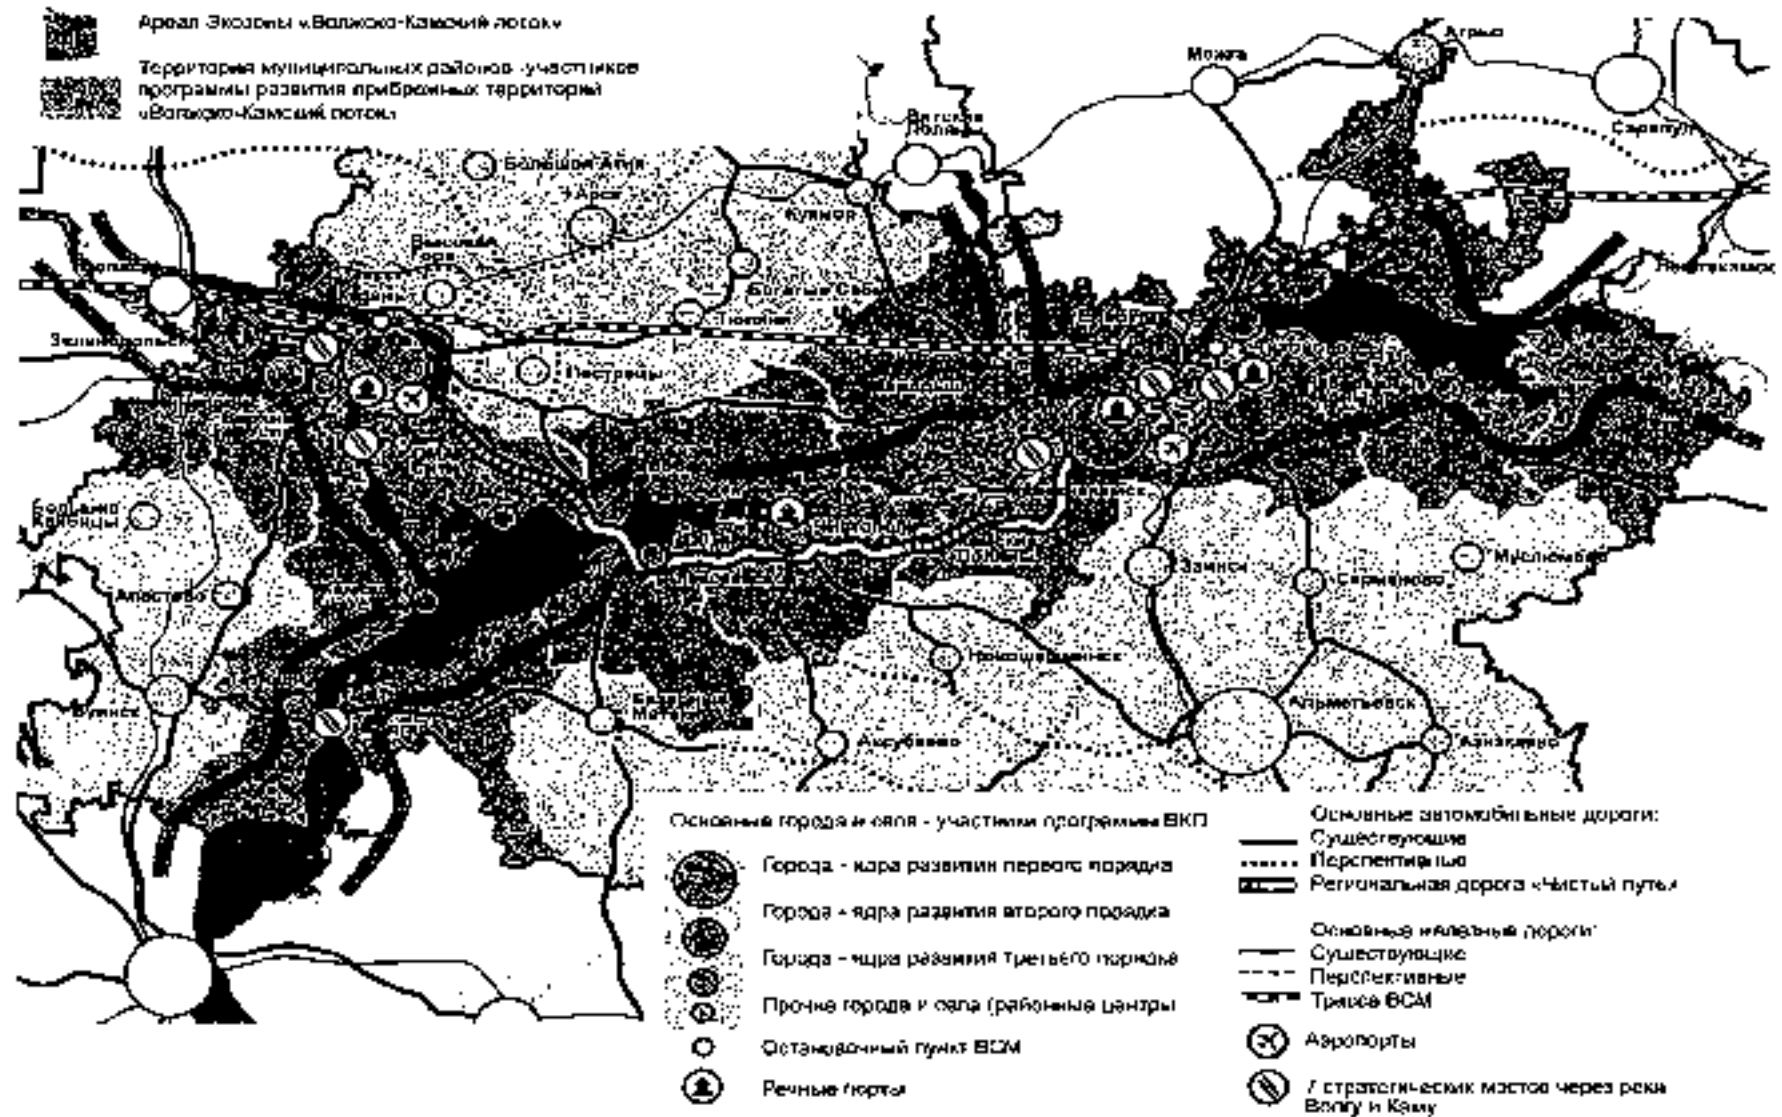 Ареал Экозоны «Волжско-Камский поток»
Территория муниципальных районов -участников
программы развития прибрежных территорий
«Волжско-Камский поток»
Агрыз
Можга
Вятские
Поляны
Сарапул
Большая Атня
Арск
Кукмор
Высокая
Гора
Богатые Сабы
Тюлячи
Зеленодольск
Пестрецы
Большие
Кайбицы
Апастово
Заинск
Сарманово
Муслюмово
Новошешминск
Буинск
Базарные
Матаки
Аксубаево
Альметьевск
Азнакаево
Основные города и села - участники программы ВКП
Города - ядра развития первого порядка
Города - ядра развития второго порядка
Города - ядра развития третьего порядка
Прочие города и села (районные центры
Остановочный пункт ВСМ
Речные порты
Основные автомобильные дороги:
Существующие
Перспективные
Региональная дорога «Чистый путь»
Основные железные дороги:
Существующие
Перспективные
Трасса ВСМ
Аэропорты
7 стратегических мостов через реки
Волгу и Каму